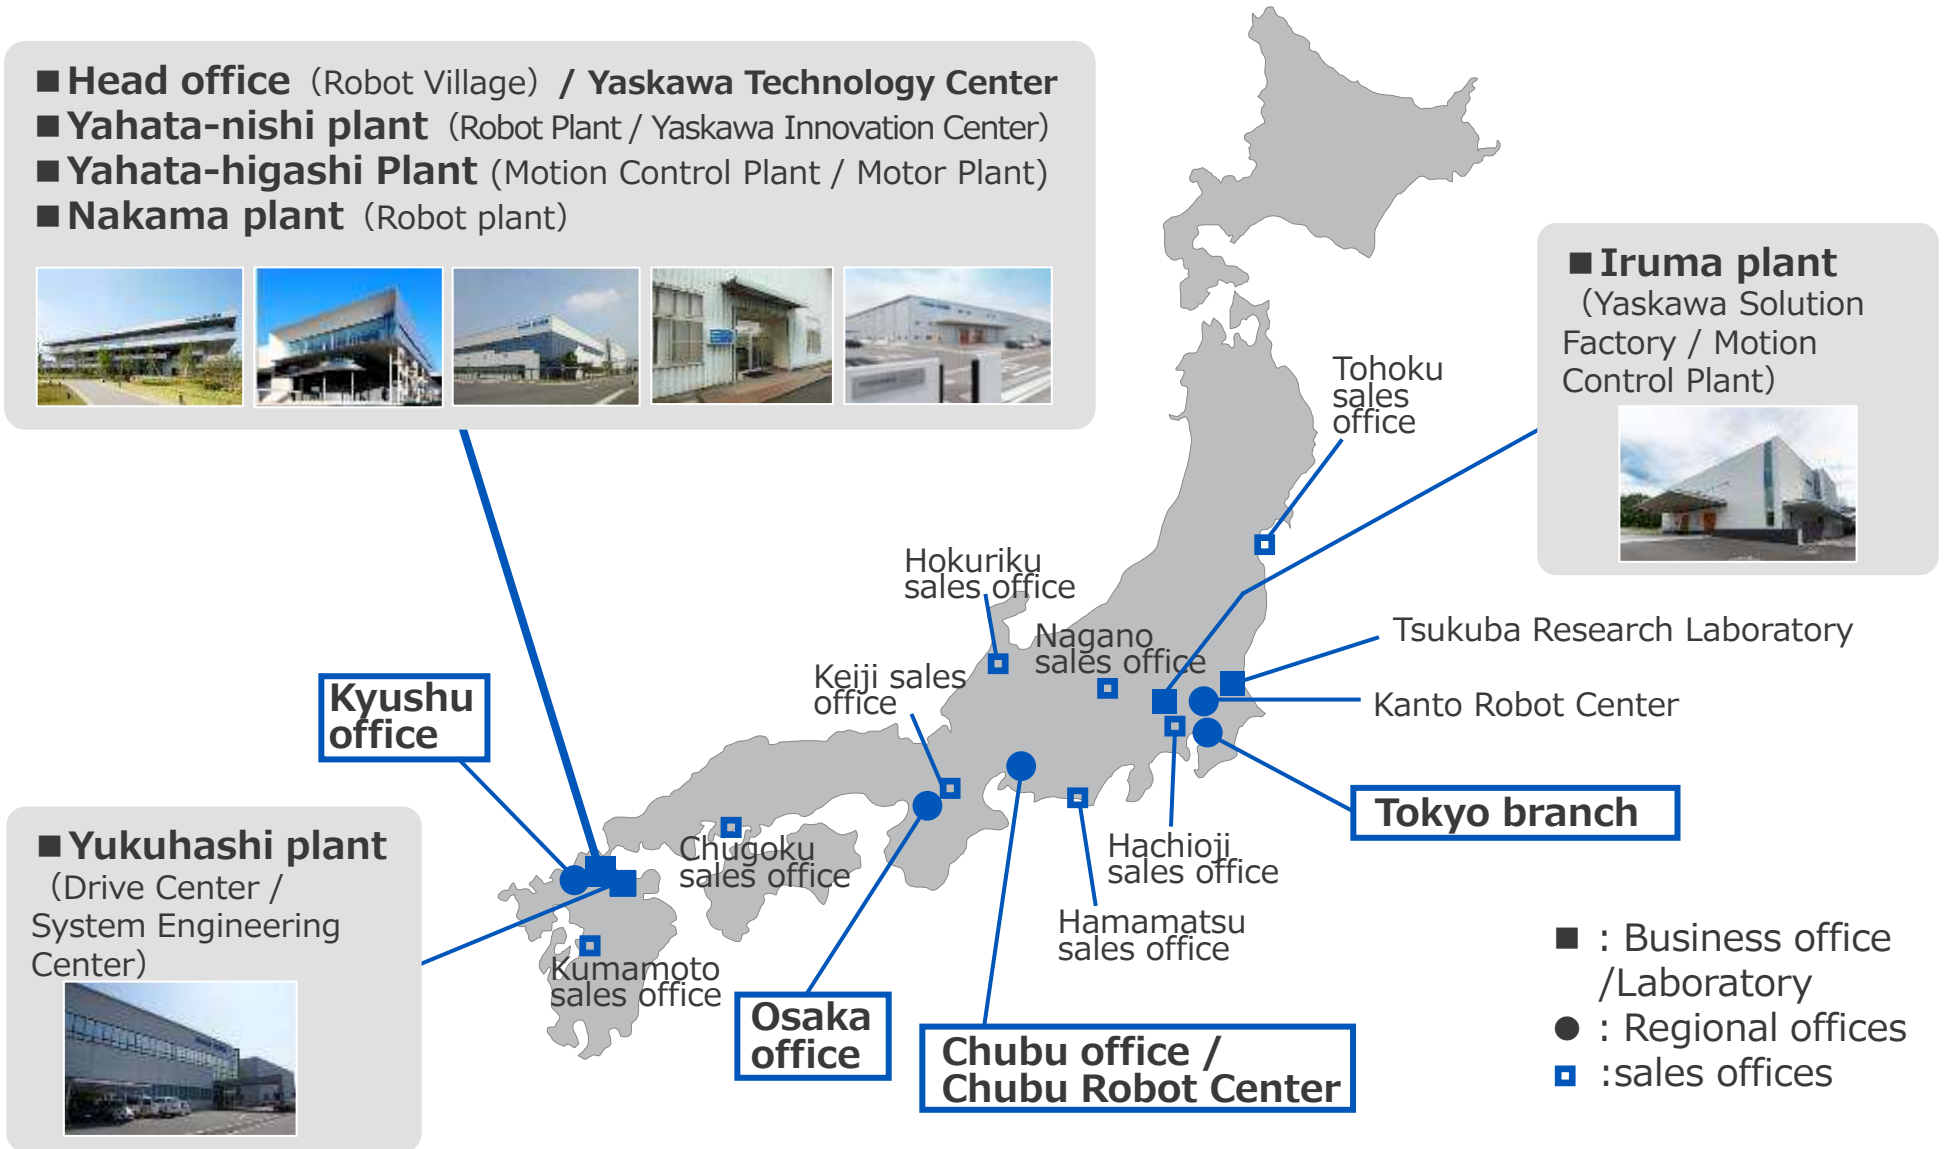 ■Head office（Robot Village）/ Yaskawa Technology Center
■Yahata-nishi plant（Robot Plant / Yaskawa Innovation Center）
■Yahata-higashi Plant (Motion Control Plant / Motor Plant)
■Nakama plant（Robot plant）
■Iruma plant
（Yaskawa Solution
Factory / Motion
Control Plant）
Tohoku
sales
office
Hokuriku
sales office
Nagano
sales office
Keiji sales
office
Tsukuba Research Laboratory
Kanto Robot Center
Kyushu
office
Tokyo branch
■Yukuhashi plant
（Drive Center /
System Engineering
Center）
Chugoku
sales office
Hachioji
sales office
Hamamatsu
sales office
Kumamoto
sales office
Osaka
office
Chubu office /
Chubu Robot Center
■ : Business office
/Laboratory
● : Regional offices
:sales offices